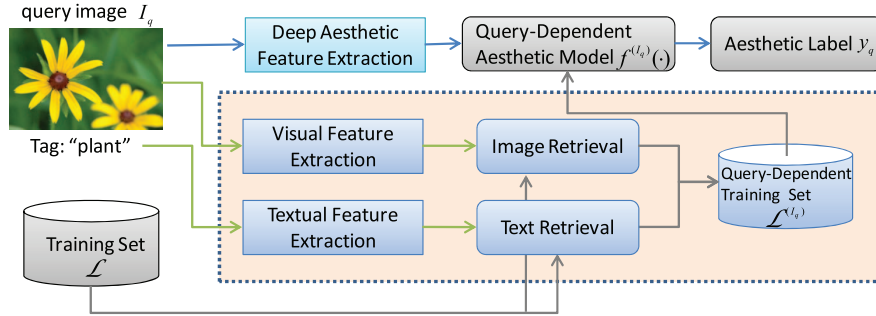 query image I_q
Deep Aesthetic
Feature Extraction
Query-Dependent
Aesthetic Model f^(I_q)(·)
Aesthetic Label y_q
Tag: "plant"
Visual Feature
Extraction
Image Retrieval
Query-Dependent
Training Set
ℒ^(I_q)
Textual Feature
Extraction
Text Retrieval
Training Set
ℒ